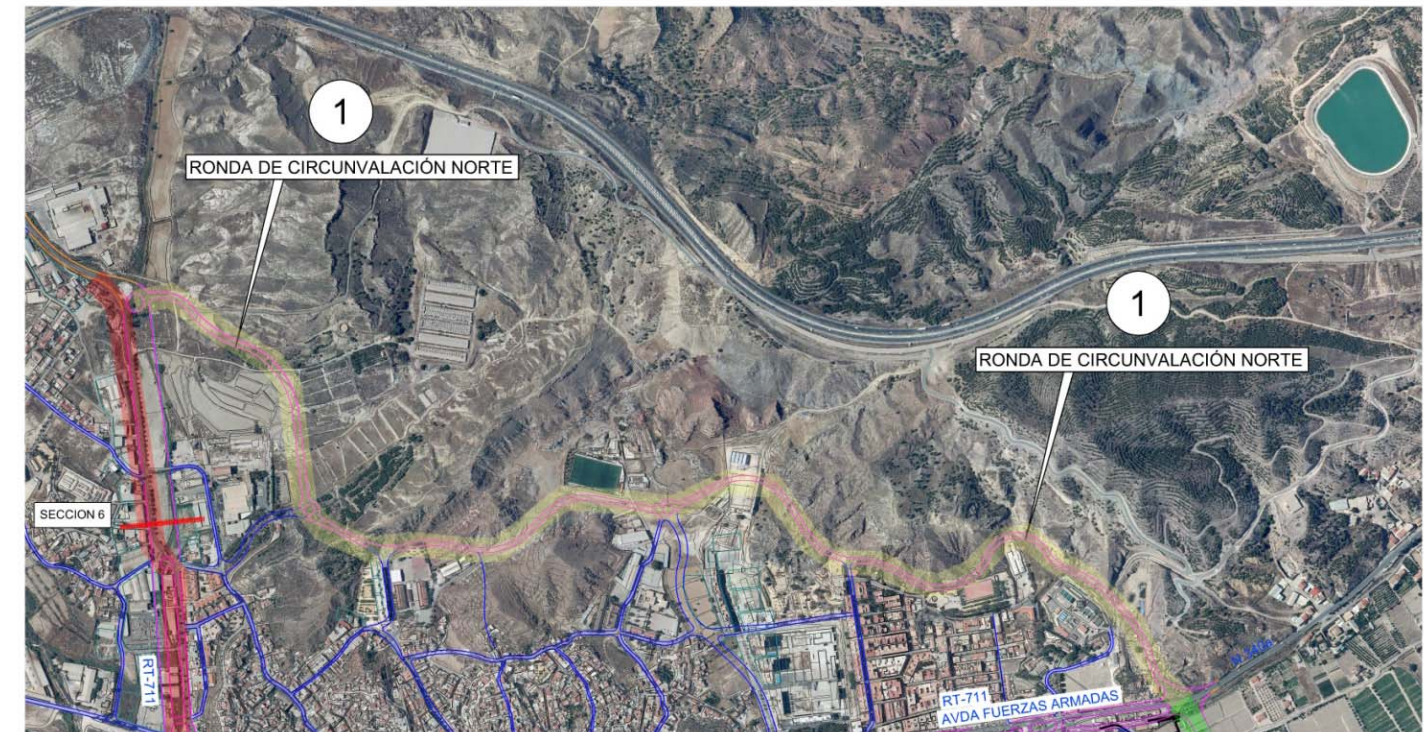 1
RONDA DE CIRCUNVALACIÓN NORTE
1
RONDA DE CIRCUNVALACIÓN NORTE
SECCION 6
RT-711
N-340a
RT-711
AVDA FUERZAS ARMADAS